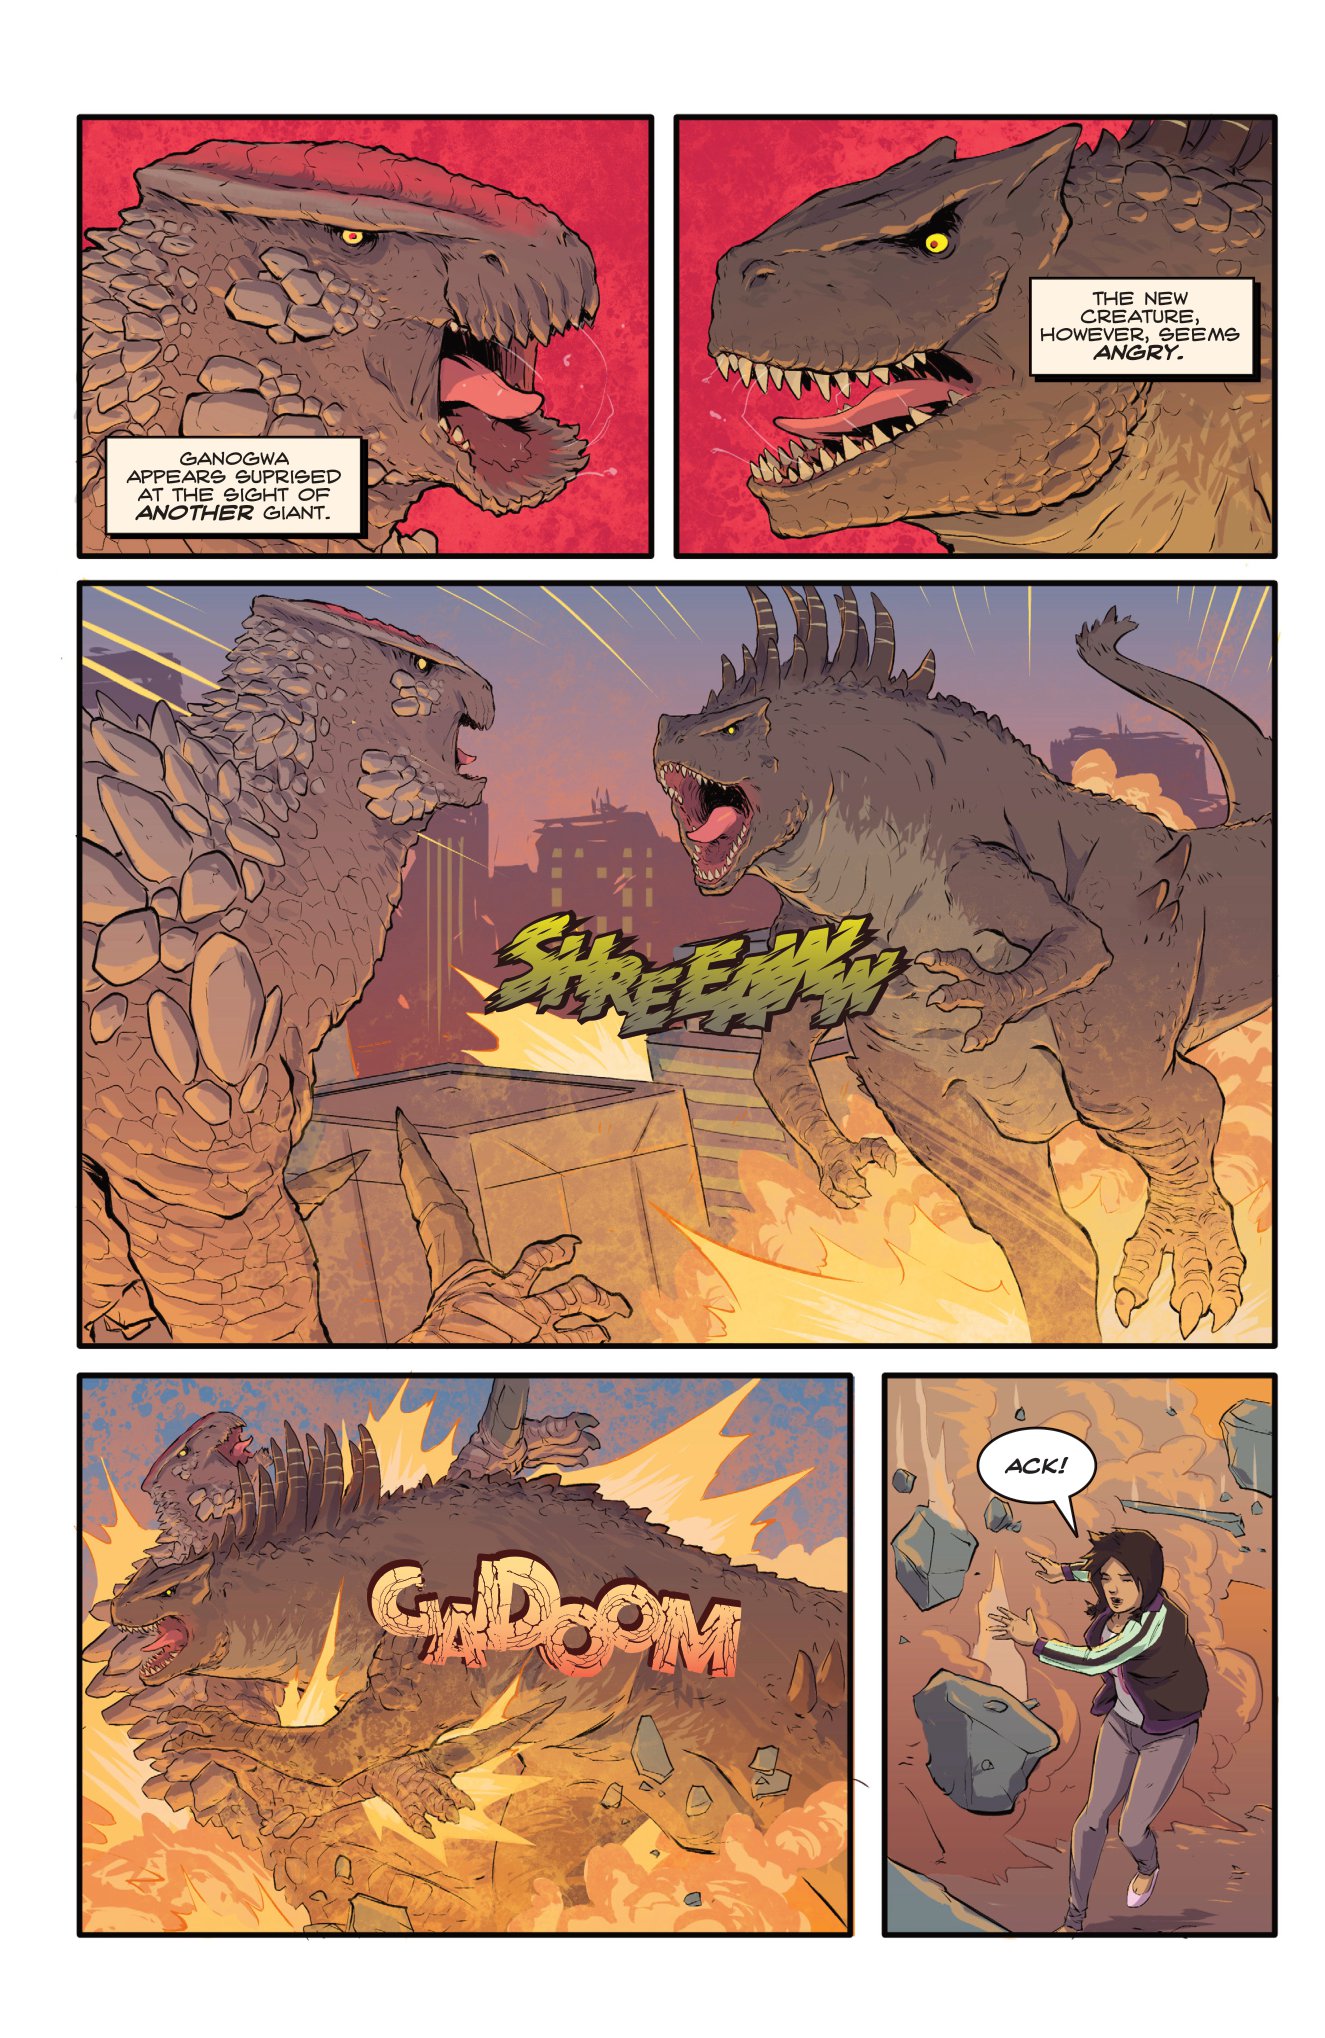 GANOGWA
APPEARS SUPRISED
AT THE SIGHT OF
ANOTHER GIANT.
THE NEW
CREATURE,
HOWEVER, SEEMS
ANGRY.
SHREEAWW
GADOOM
ACK!